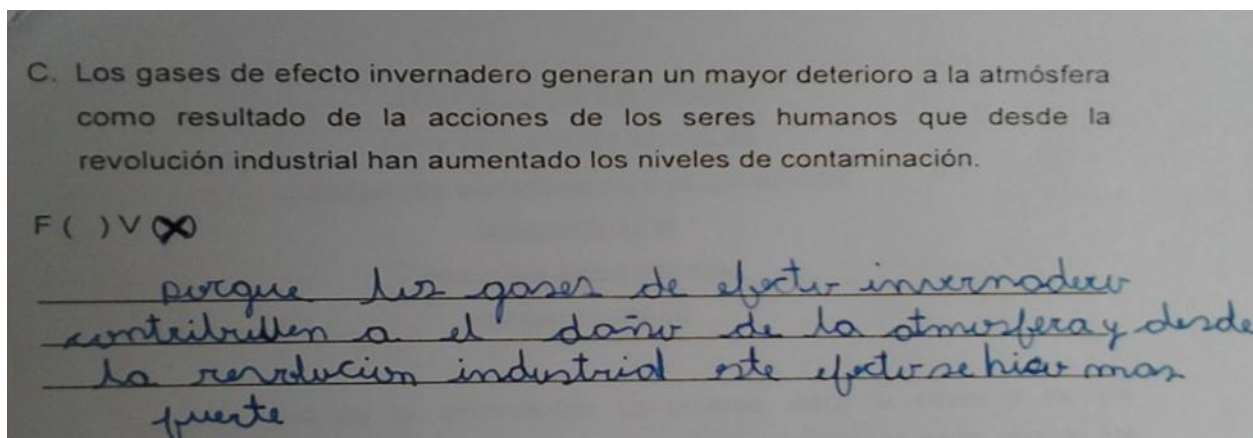 C. Los gases de efecto invernadero generan un mayor deterioro a la atmósfera
como resultado de la acciones de los seres humanos que desde la
revolución industrial han aumentado los niveles de contaminación.
F ( ) V (X)
porque los gases de efecto invernadero
contribullen a el daño de la atmosfera y desde
la revolucion industrial este efecto se hico mas
fuerte